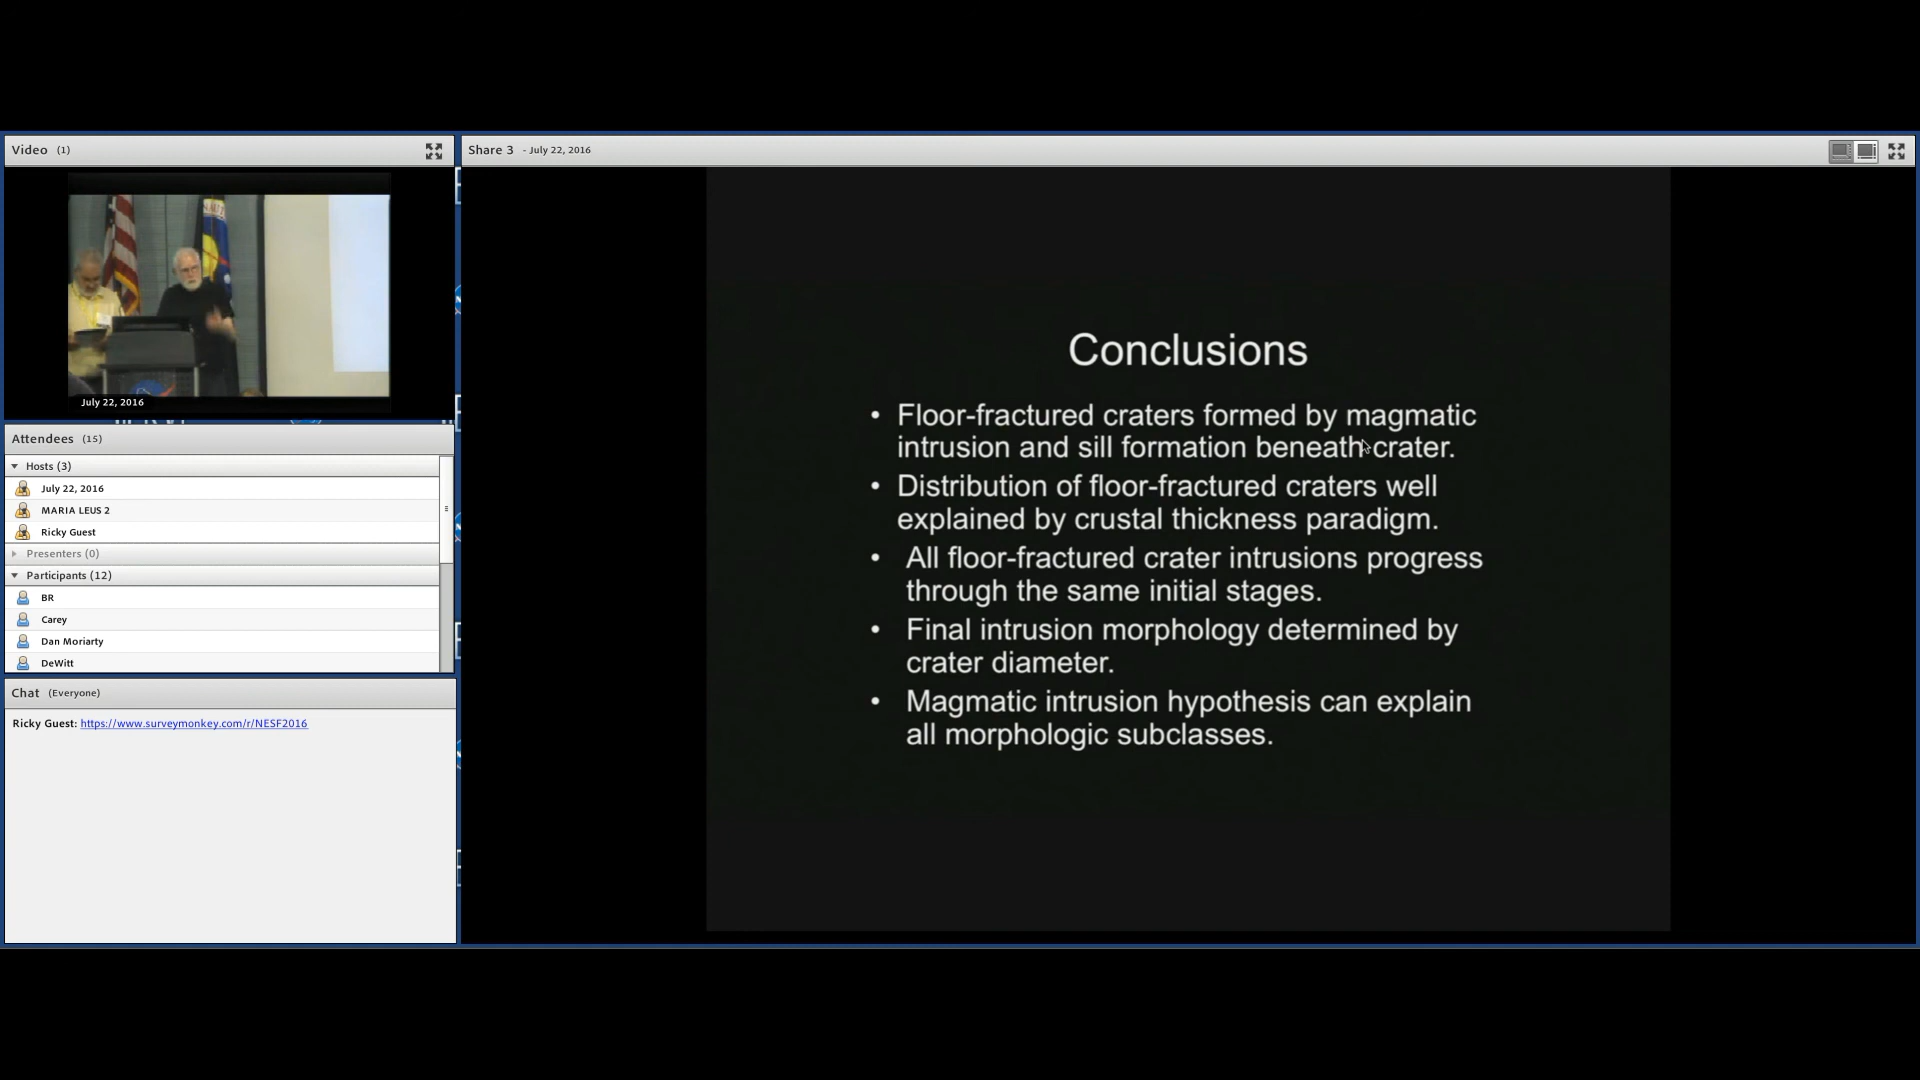 Video (1)
July 22, 2016
Attendees (15)
Hosts (3)
July 22, 2016
MARIA LEUS 2
Ricky Guest
Presenters (0)
Participants (12)
BR
Carey
Dan Moriarty
DeWitt
Chat (Everyone)
Ricky Guest: https://www.surveymonkey.com/r/NESF2016
Share 3 - July 22, 2016
Conclusions
• Floor-fractured craters formed by magmatic
intrusion and sill formation beneath crater.
• Distribution of floor-fractured craters well
explained by crustal thickness paradigm.
• All floor-fractured crater intrusions progress
through the same initial stages.
• Final intrusion morphology determined by
crater diameter.
• Magmatic intrusion hypothesis can explain
all morphologic subclasses.